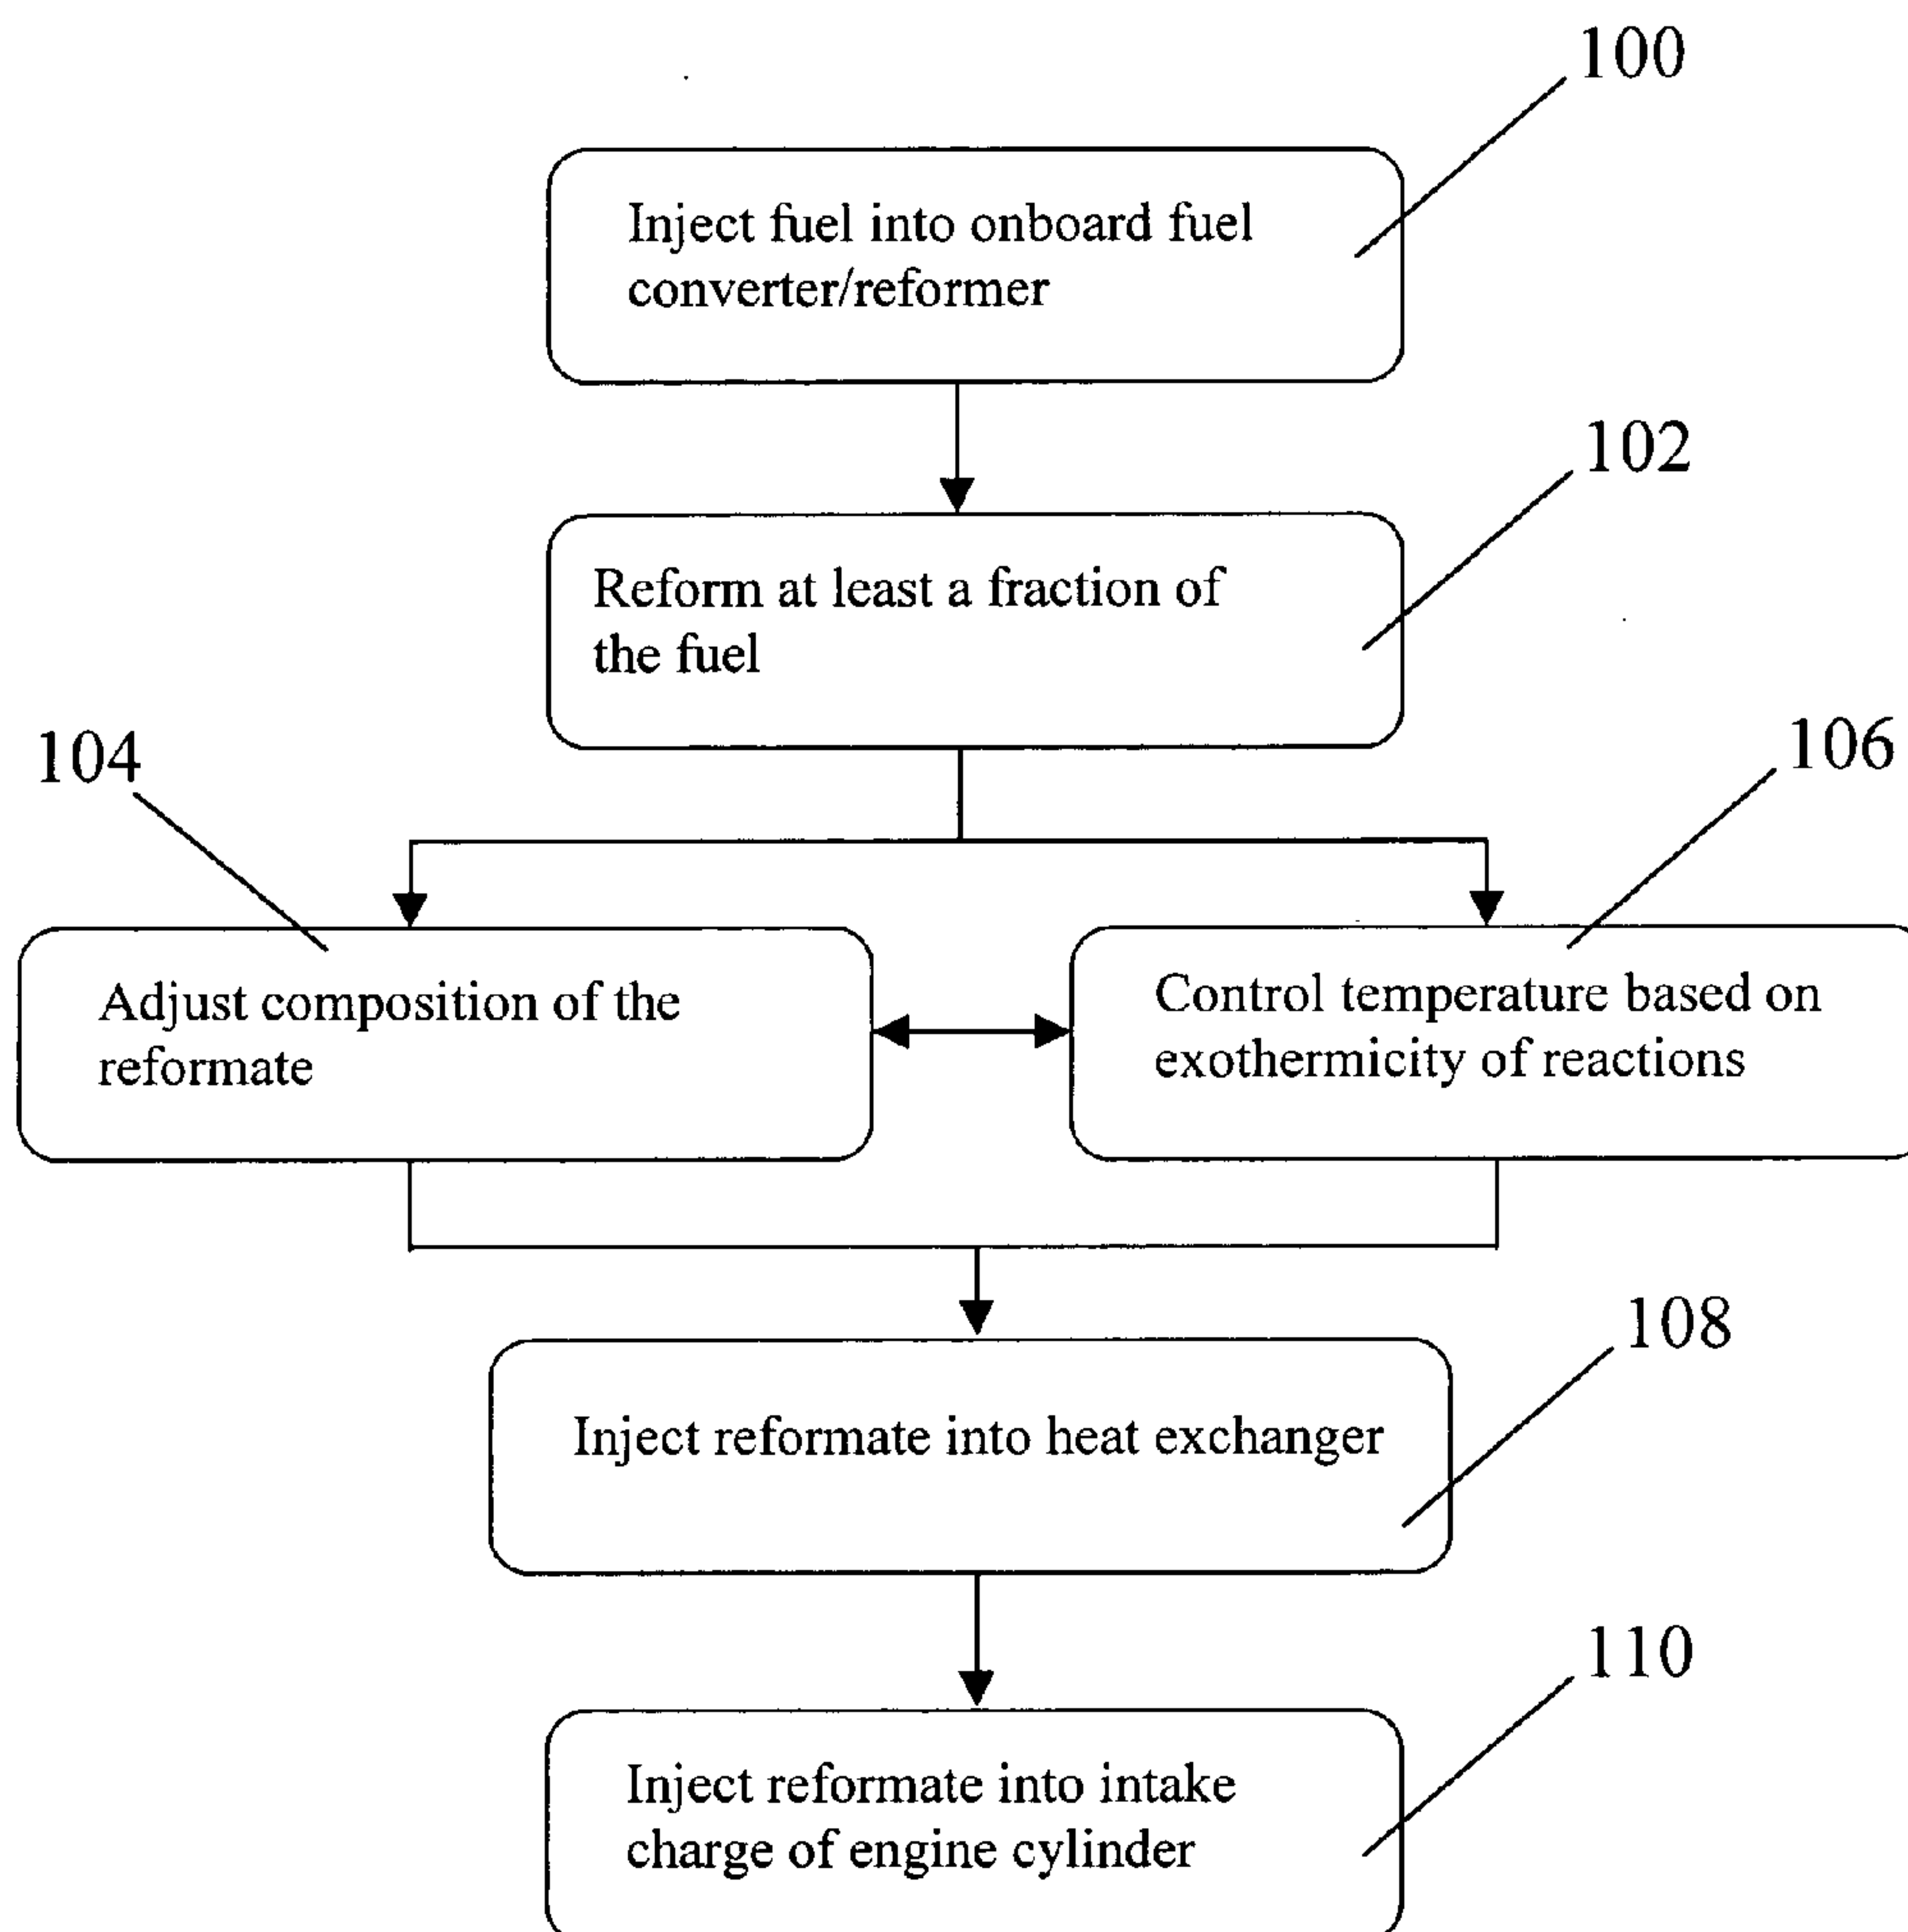 100
Inject fuel into onboard fuel
converter/reformer
102
Reform at least a fraction of
the fuel
104
106
Adjust composition of the
reformate
Control temperature based on
exothermicity of reactions
108
Inject reformate into heat exchanger
110
Inject reformate into intake
charge of engine cylinder